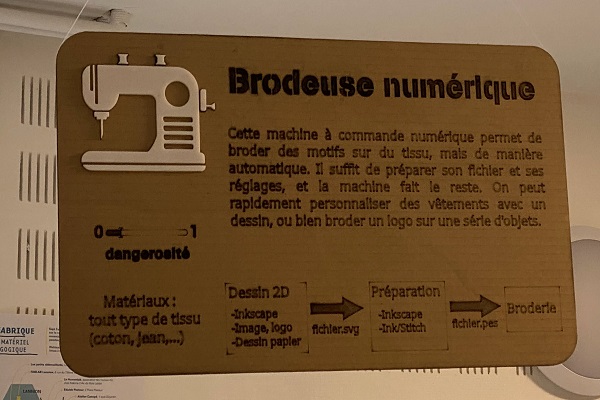 Brodeuse numérique
Cette machine à commande numérique permet de
broder des motifs sur du tissu, mais de manière
automatique. Il suffit de préparer son fichier et ses
réglages, et la machine fait le reste. On peut
rapidement personnaliser des vêtements avec un
dessin, ou bien broder un logo sur une série d'objets.
0 1
dangerosité
Matériaux :
tout type de tissu
(coton, jean,...)
Dessin 2D
-Inkscape
-Image, logo
-Dessin papier
fichier.svg
Préparation
-Inkscape
-Ink/Stitch
fichier.pes
Broderie
ABRIQUE
MATÉRIEL
GOGIQUE